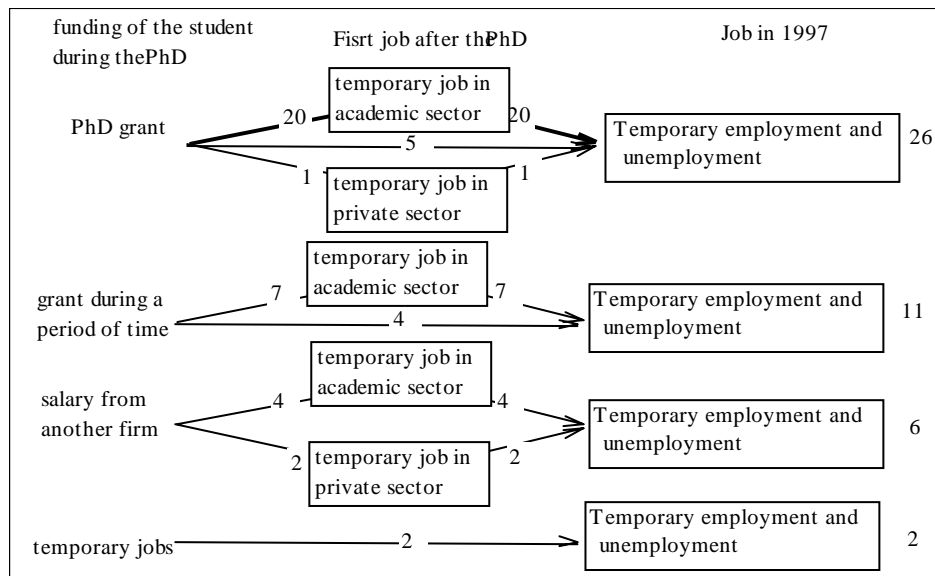 funding of the student
during thePhD
Fisrt job after thePhD
Job in 1997
temporary job in
academic sector
20
20
PhD grant
5
Temporary employment and
unemployment
26
1
1
temporary job in
private sector
temporary job in
academic sector
7
7
grant during a
period of time
4
Temporary employment and
unemployment
11
temporary job in
academic sector
4
4
salary from
another firm
Temporary employment and
unemployment
6
2
2
temporary job in
private sector
temporary jobs
2
Temporary employment and
unemployment
2